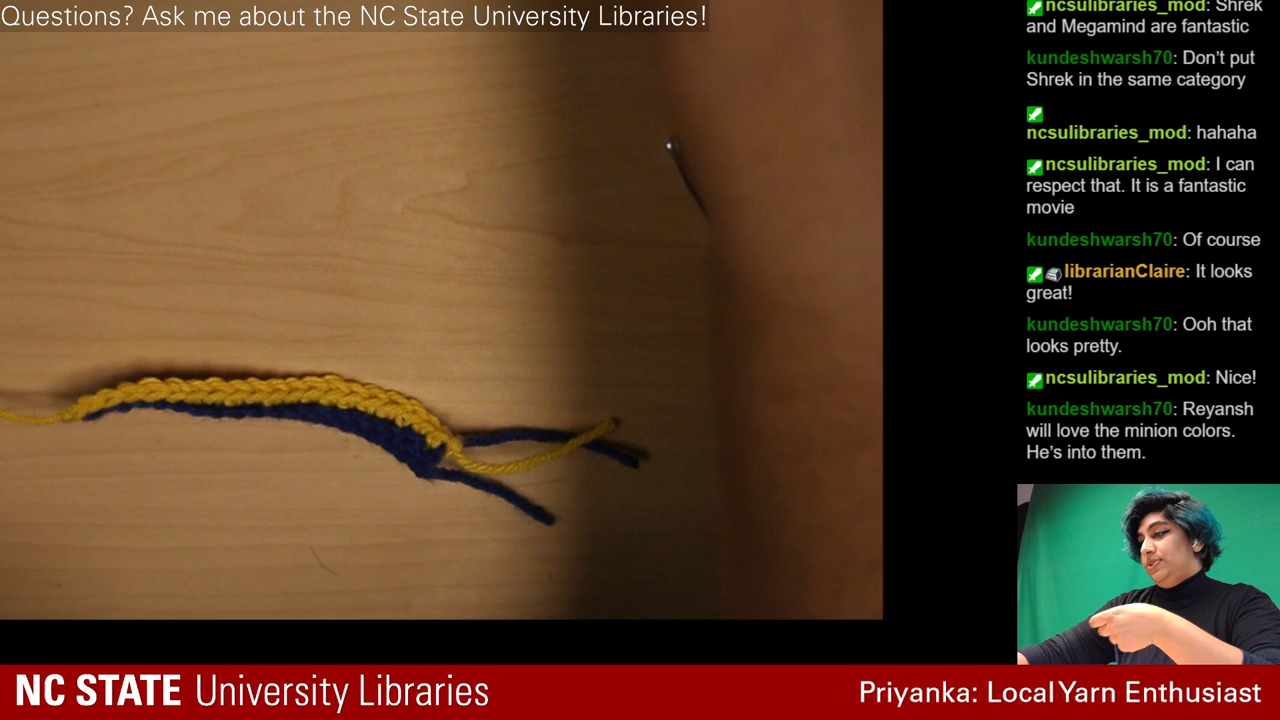 Questions? Ask me about the NC State University Libraries!
ncsulibraries_mod: Shrek
and Megamind are fantastic
kundeshwarsh70: Don't put
Shrek in the same category
ncsulibraries_mod: hahaha
ncsulibraries_mod: I can
respect that. It is a fantastic
movie
kundeshwarsh70: Of course
librarianClaire: It looks
great!
kundeshwarsh70: Ooh that
looks pretty.
ncsulibraries_mod: Nice!
kundeshwarsh70: Reyansh
will love the minion colors.
He's into them.
NC STATE University Libraries
Priyanka: Local Yarn Enthusiast